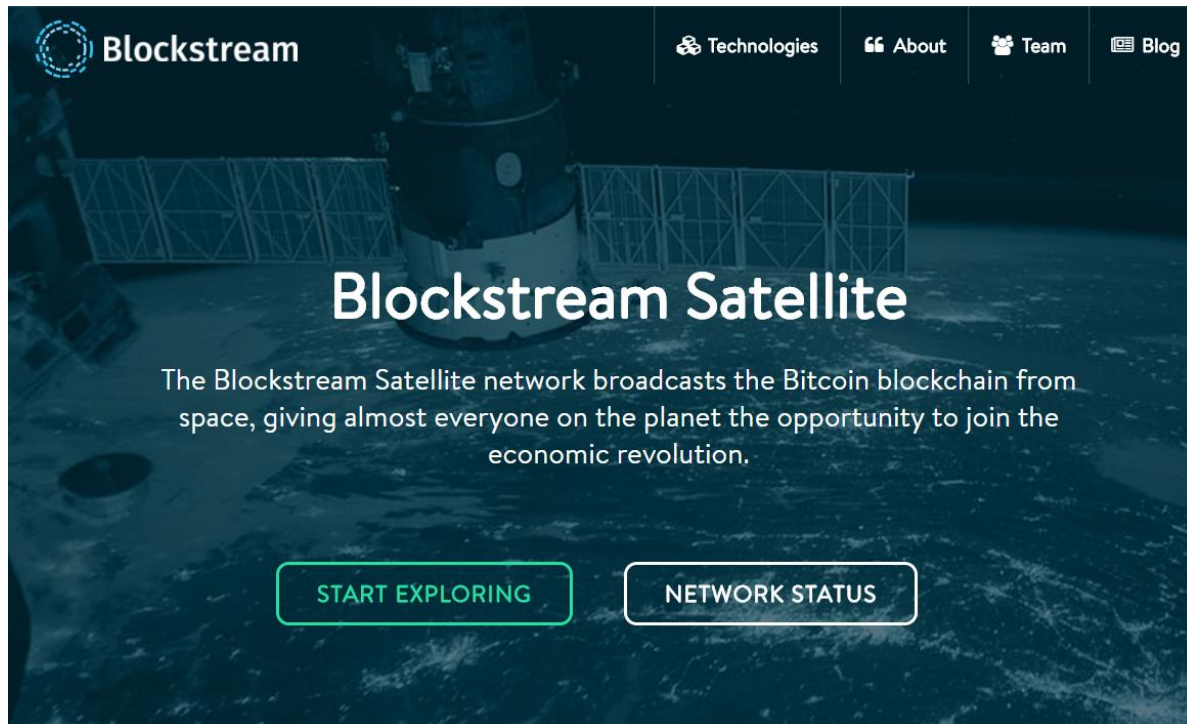 Blockstream
Technologies
About
Team
Blog
Blockstream Satellite
The Blockstream Satellite network broadcasts the Bitcoin blockchain from
space, giving almost everyone on the planet the opportunity to join the
economic revolution.
START EXPLORING
NETWORK STATUS